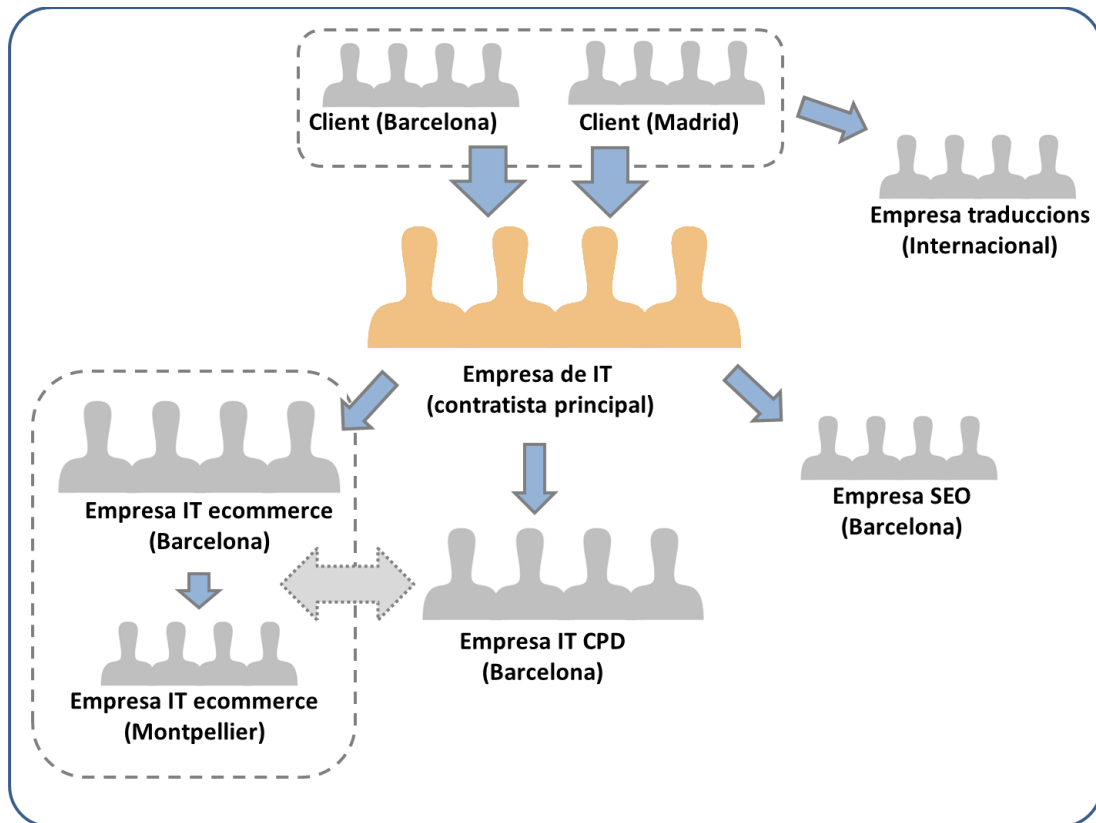 Client (Barcelona)
Client (Madrid)
Empresa traduccions
(Internacional)
Empresa de IT
(contratista principal)
Empresa IT ecommerce
(Barcelona)
Empresa SEO
(Barcelona)
Empresa IT CPD
(Barcelona)
Empresa IT ecommerce
(Montpellier)